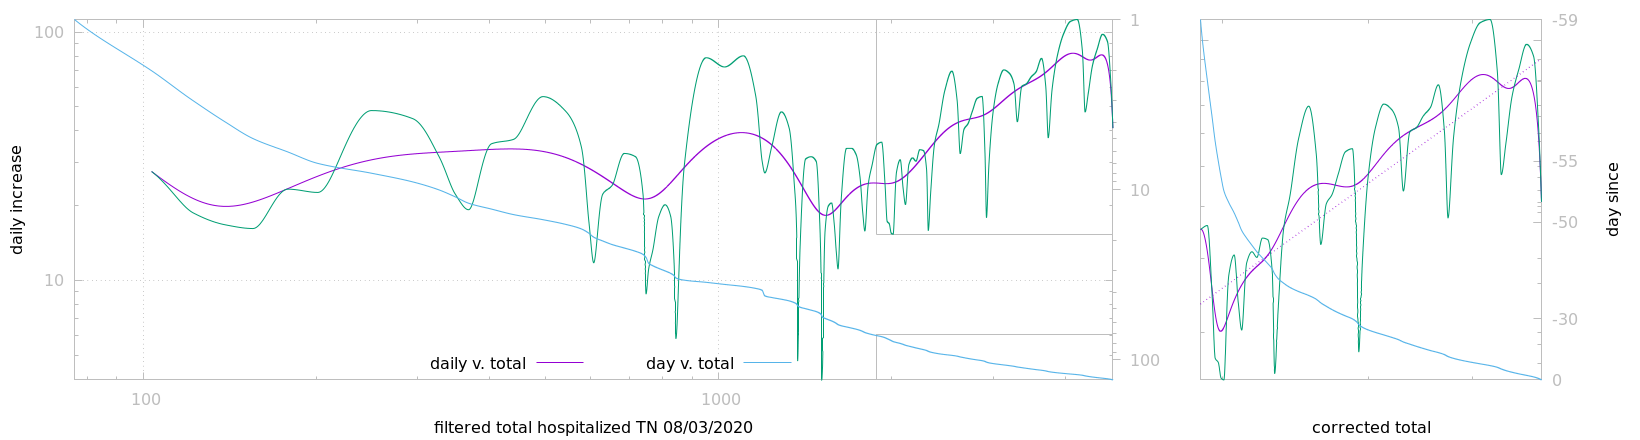 100
10
daily increase
daily v. total
day v. total
100
1000
filtered total hospitalized TN 08/03/2020
1
10
100
-59
-55
-50
-30
0
day since
corrected total